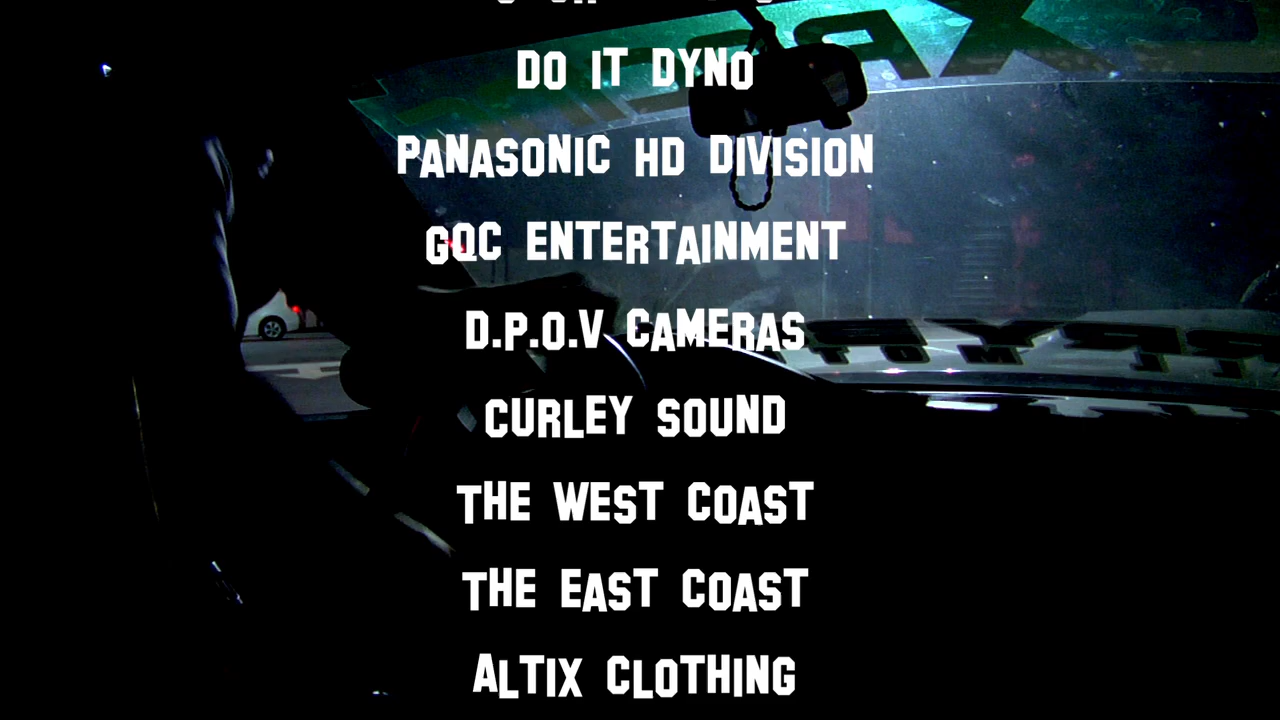 DO IT DYNO
PANASONIC HD DIVISION
GQC ENTERTAINMENT
D.P.O.V CAMERAS
CURLEY SOUND
THE WEST COAST
THE EAST COAST
ALTIX CLOTHING